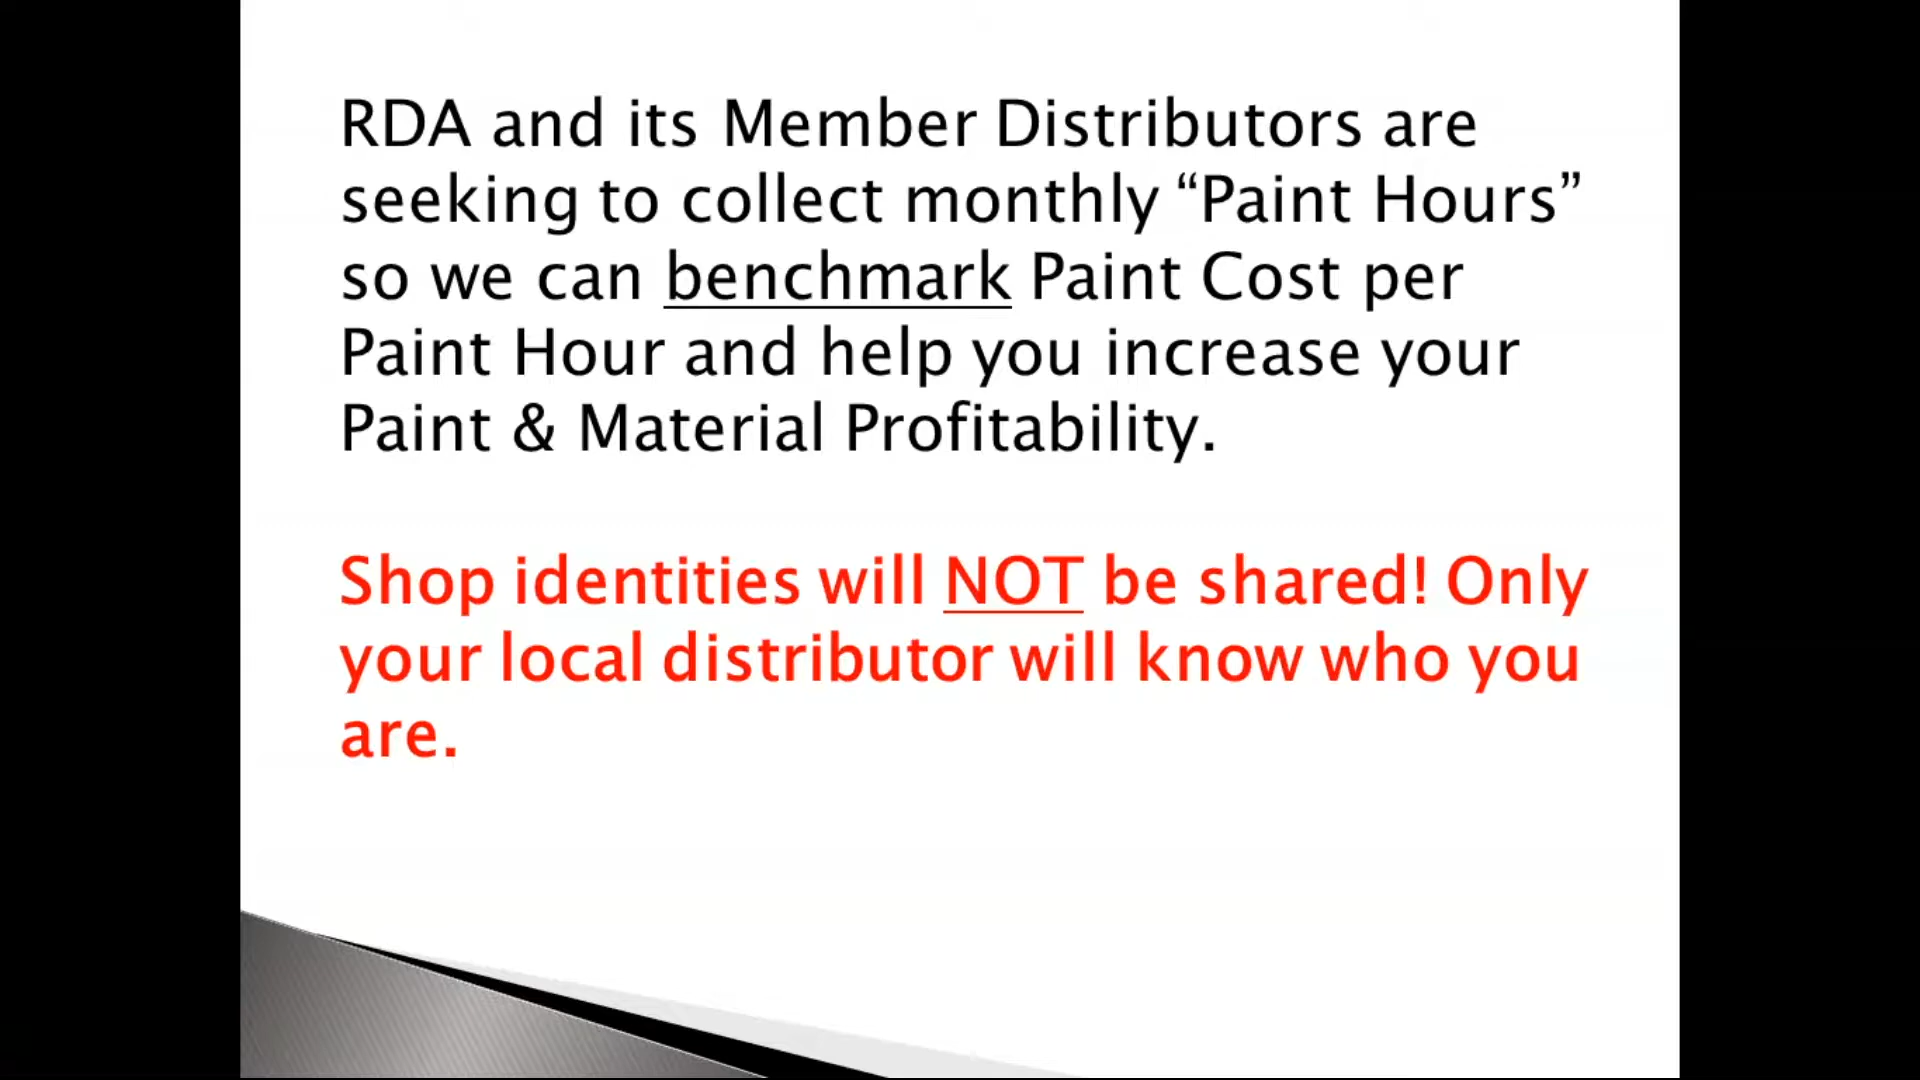 RDA and its Member Distributors are
seeking to collect monthly “Paint Hours”
so we can benchmark Paint Cost per
Paint Hour and help you increase your
Paint & Material Profitability.
Shop identities will NOT be shared! Only
your local distributor will know who you
are.